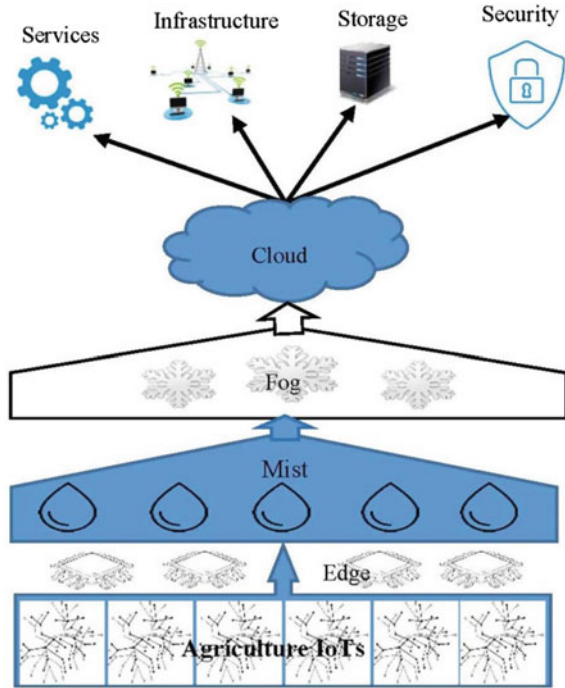 Services
Infrastructure
Storage
Security
Cloud
Fog
Mist
Edge
Agriculture IoTs